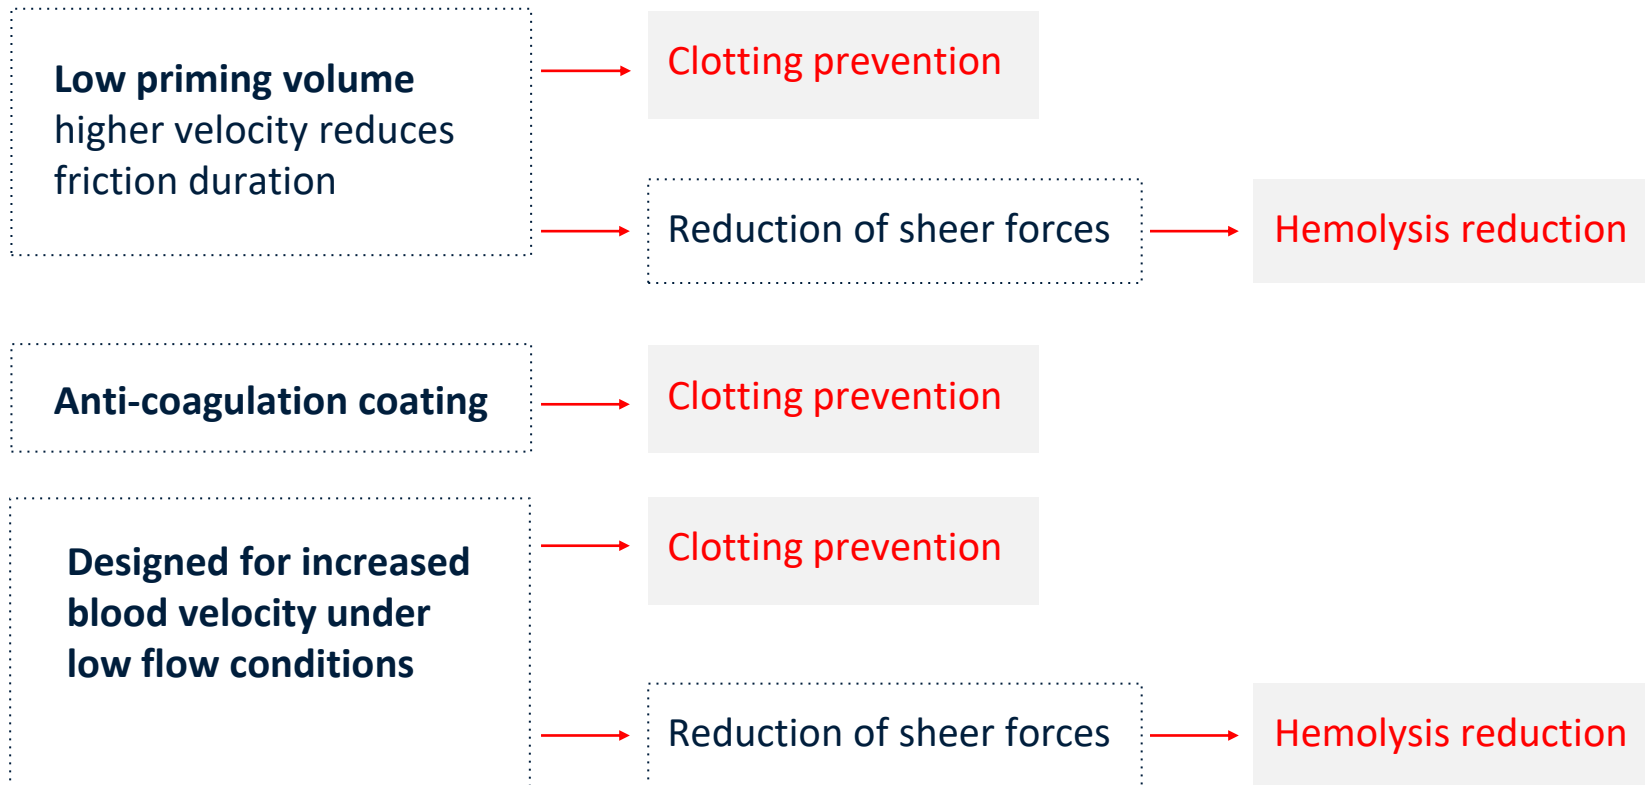 Low priming volume
higher velocity reduces
friction duration
Clotting prevention
Reduction of sheer forces
Hemolysis reduction
Anti-coagulation coating
Clotting prevention
Designed for increased
blood velocity under
low flow conditions
Clotting prevention
Reduction of sheer forces
Hemolysis reduction